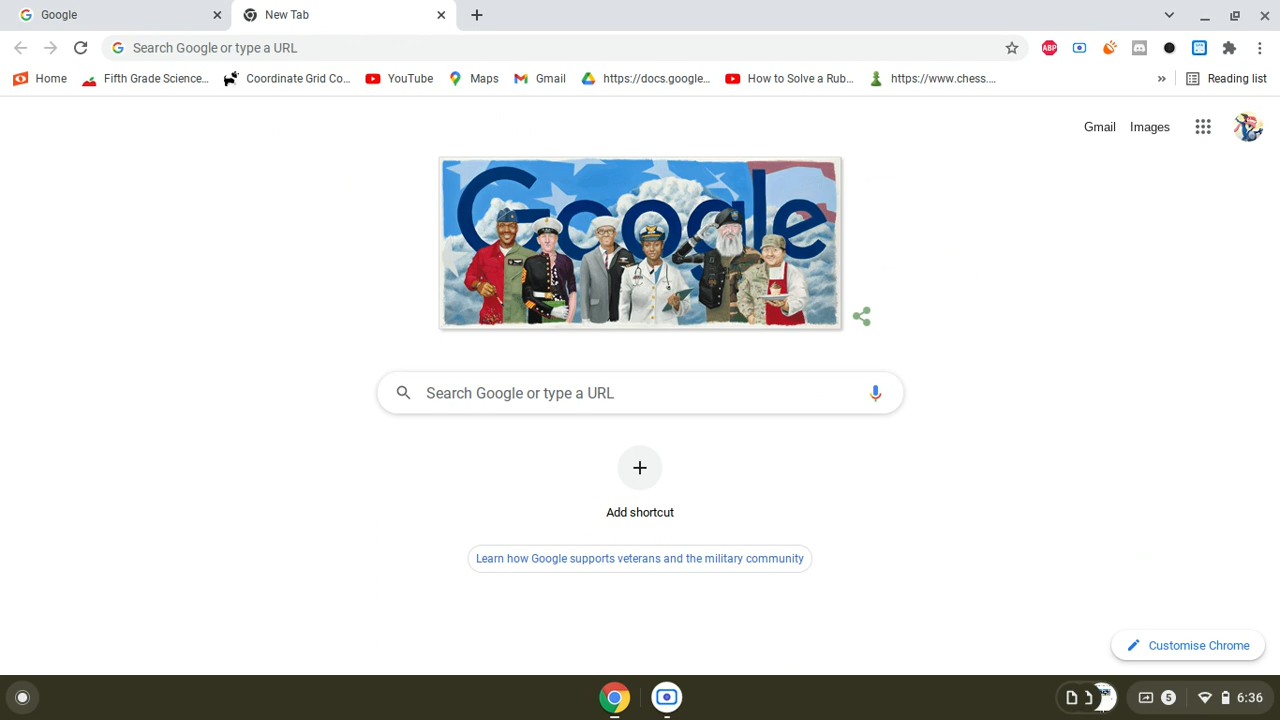 Google
New Tab
Search Google or type a URL
Home
Fifth Grade Science...
Coordinate Grid Co...
YouTube
Maps
Gmail
https://docs.google...
How to Solve a Rub...
https://www.chess....
»
Reading list
Gmail
Images
Google
Search Google or type a URL
Add shortcut
Learn how Google supports veterans and the military community
Customise Chrome
5
6:36